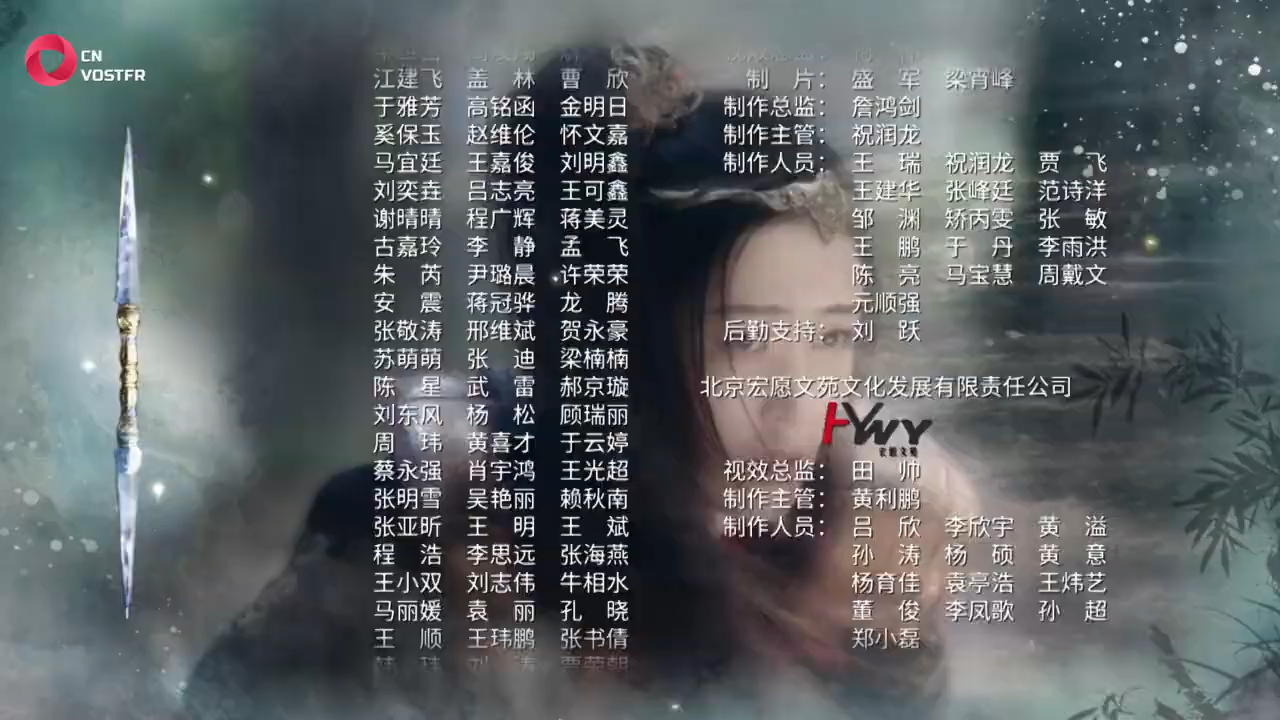 CN
VOSTFR
江建飞 盖 林 曹 欣
于雅芳 高铭函 金明日
奚保玉 赵维伦 怀文嘉
马宜廷 王嘉俊 刘明鑫
刘奕垚 吕志亮 王可鑫
谢晴晴 程广辉 蒋美灵
古嘉玲 李 静 孟 飞
朱 芮 尹璐晨 许荣荣
安 震 蒋冠骅 龙 腾
张敬涛 邢维斌 贺永豪
苏萌萌 张 迪 梁楠楠
陈 星 武 雷 郝京璇
刘东风 杨 松 顾瑞丽
周 玮 黄喜才 于云婷
蔡永强 肖宇鸿 王光超
张明雪 吴艳丽 赖秋南
张亚昕 王 明 王 斌
程 浩 李思远 张海燕
王小双 刘志伟 牛相水
马丽媛 袁 丽 孔 晓
王 顺 王玮鹏 张书倩
制 片： 盛 军 梁宵峰
制作总监： 詹鸿剑
制作主管： 祝润龙
制作人员： 王 瑞 祝润龙 贾 飞
王建华 张峰廷 范诗洋
邹 渊 矫丙雯 张 敏
王 鹏 于 丹 李雨洪
陈 亮 马宝慧 周戴文
元顺强
后勤支持： 刘 跃
北京宏愿文苑文化发展有限责任公司
HYWY
宏愿文苑
视效总监： 田 帅
制作主管： 黄利鹏
制作人员： 吕 欣 李欣宇 黄 溢
孙 涛 杨 硕 黄 意
杨育佳 袁亭浩 王炜艺
董 俊 李凤歌 孙 超
郑小磊